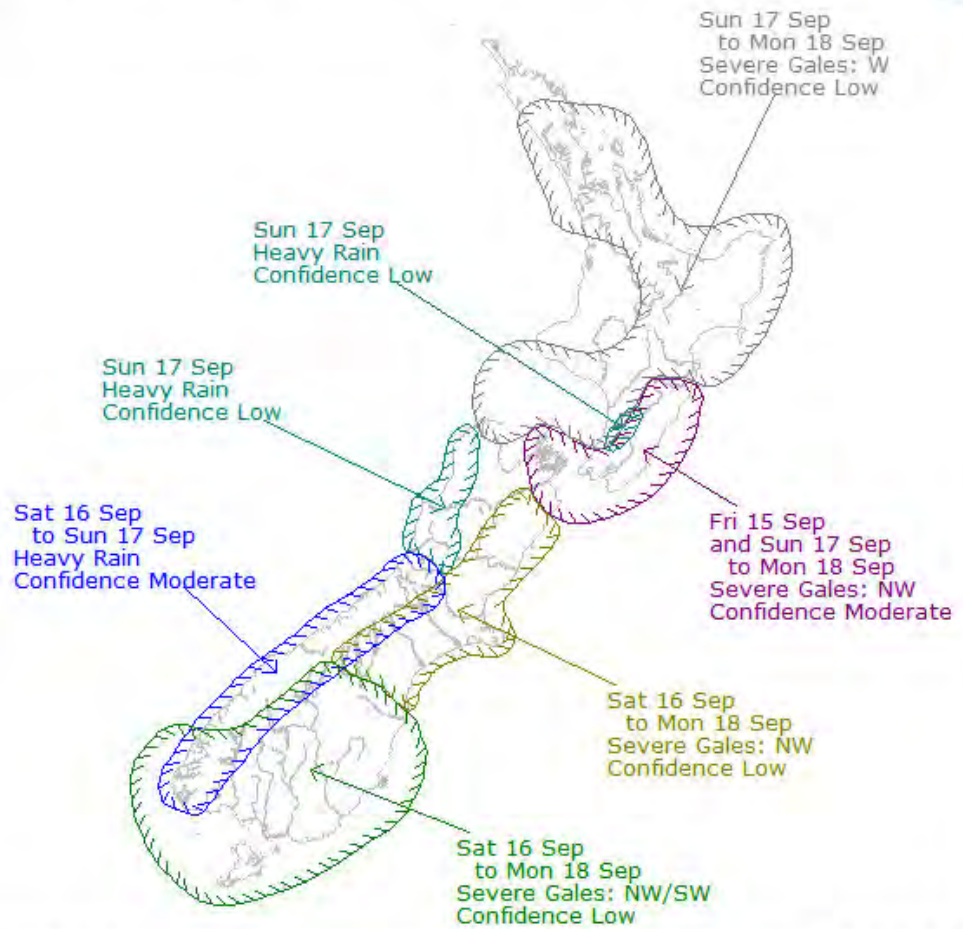 Sun 17 Sep
to Mon 18 Sep
Severe Gales: W
Confidence Low
Sun 17 Sep
Heavy Rain
Confidence Low
Sun 17 Sep
Heavy Rain
Confidence Low
Sat 16 Sep
to Sun 17 Sep
Heavy Rain
Confidence Moderate
Fri 15 Sep
and Sun 17 Sep
to Mon 18 Sep
Severe Gales: NW
Confidence Moderate
Sat 16 Sep
to Mon 18 Sep
Severe Gales: NW
Confidence Low
Sat 16 Sep
to Mon 18 Sep
Severe Gales: NW/SW
Confidence Low